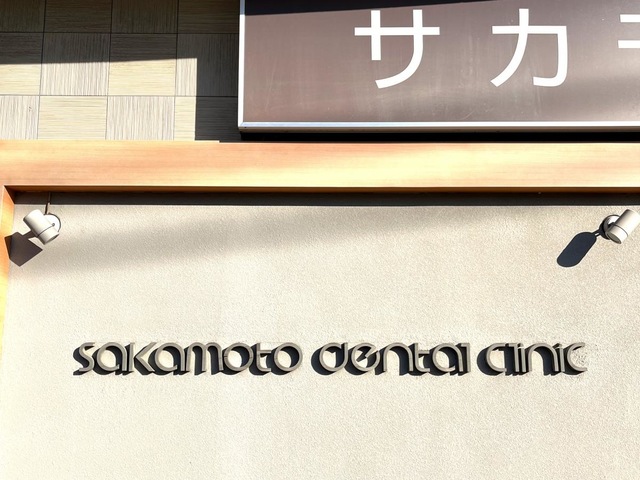 サカ
sakamoto dental clinic